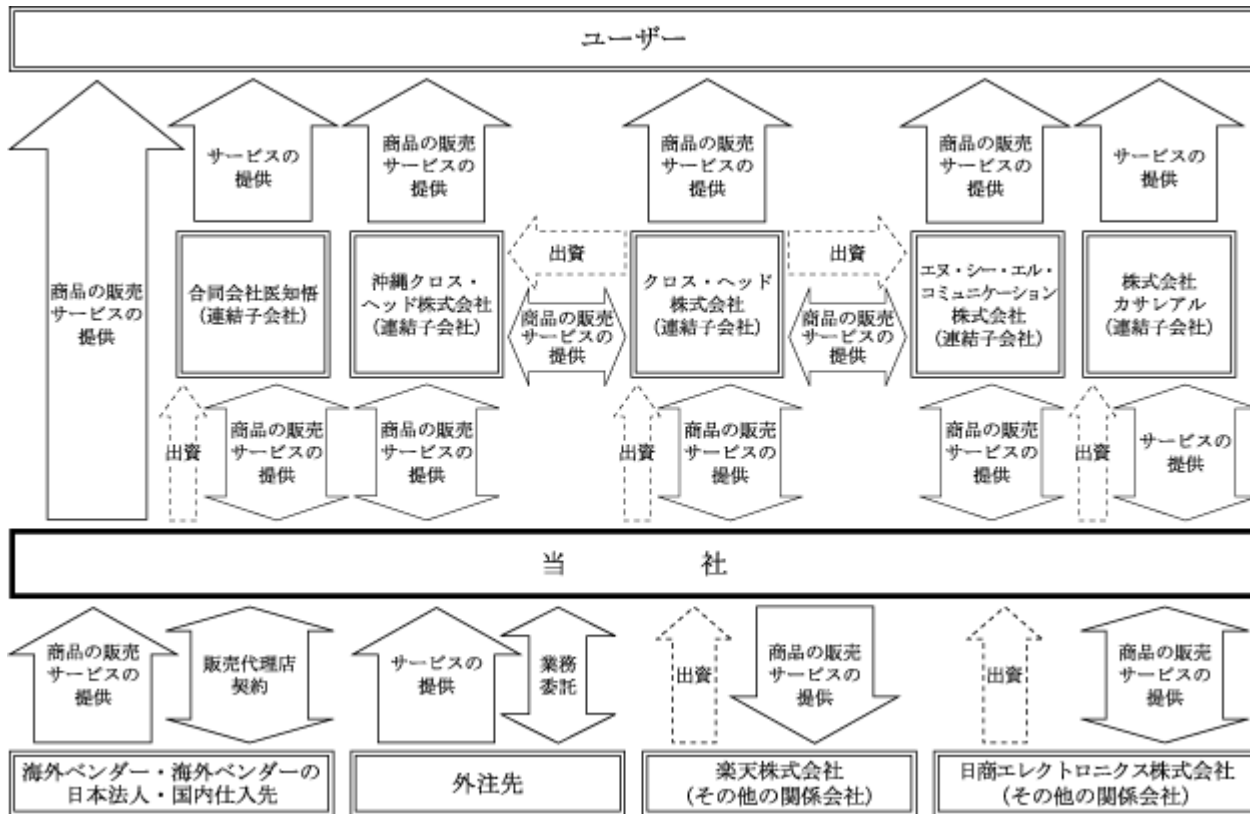 ユーザー
商品の販売
サービスの
提供
サービスの
提供
商品の販売
サービスの
提供
商品の販売
サービスの
提供
商品の販売
サービスの
提供
サービスの
提供
合同会社医知悟
(連結子会社)
沖縄クロス・
ヘッド株式会社
(連結子会社)
出資
商品の販売
サービスの
提供
クロス・ヘッド
株式会社
(連結子会社)
出資
商品の販売
サービスの
提供
エヌ・シー・エル・
コミュニケーション
株式会社
(連結子会社)
株式会社
カサレアル
(連結子会社)
出資
商品の販売
サービスの
提供
商品の販売
サービスの
提供
出資
商品の販売
サービスの
提供
商品の販売
サービスの
提供
出資
サービスの
提供
当 社
商品の販売
サービスの
提供
販売代理店
契約
サービスの
提供
業務
委託
出資
商品の販売
サービスの
提供
出資
商品の販売
サービスの
提供
海外ベンダー・海外ベンダーの
日本法人・国内仕入先
外注先
楽天株式会社
(その他の関係会社)
日商エレクトロニクス株式会社
(その他の関係会社)